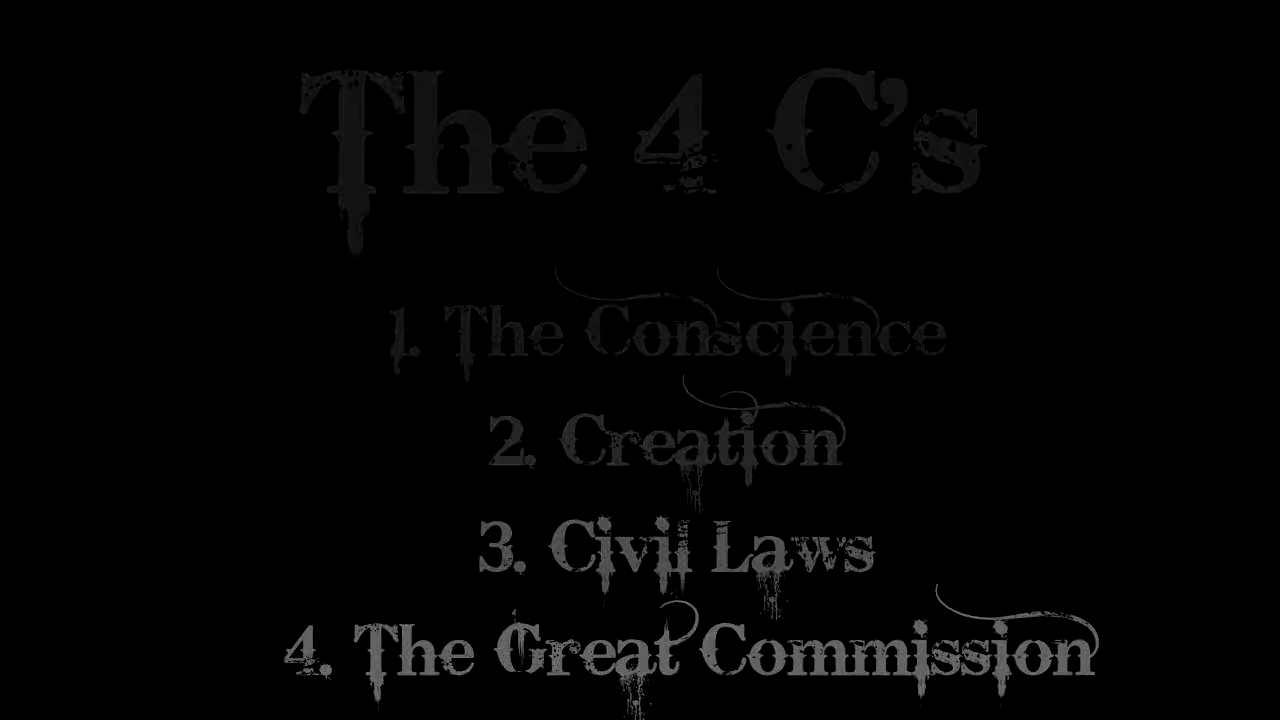 The 4 C's
1. The Conscience
2. Creation
3. Civil Laws
4. The Great Commission